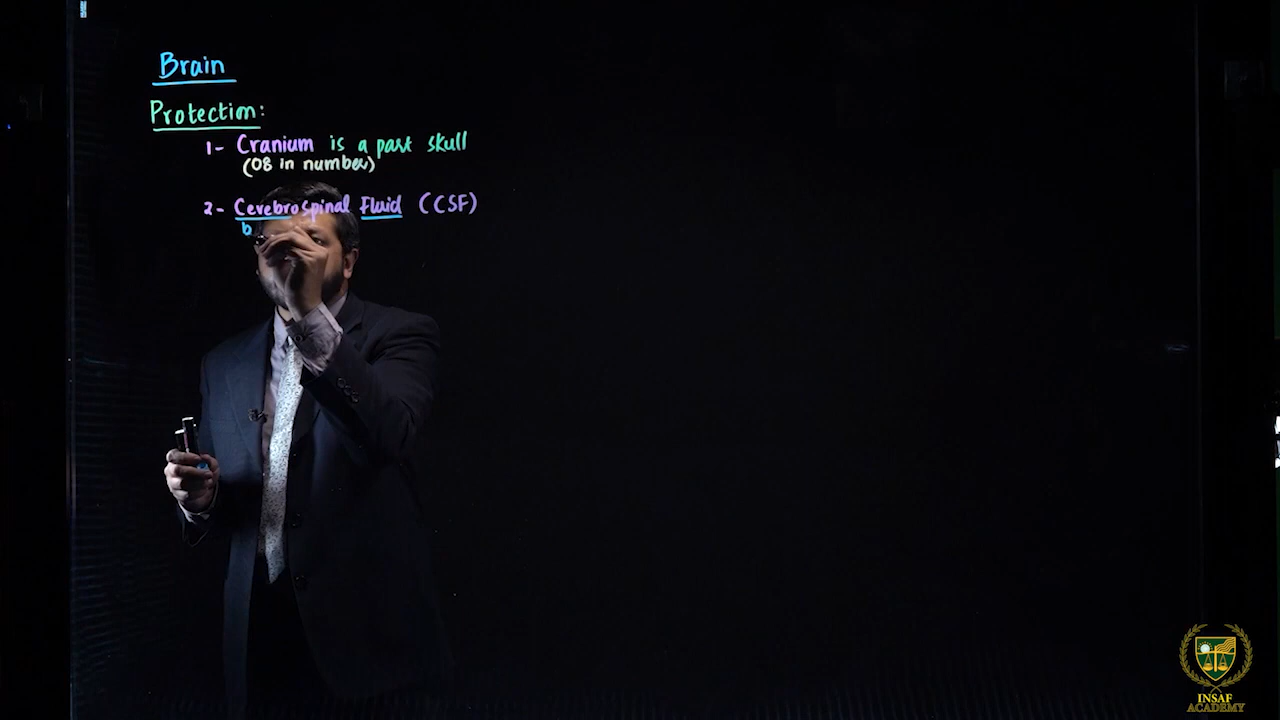 Brain
Protection:
1- Cranium is a part skull
(08 in number)
2- Cerebrospinal Fluid (CSF)
b
INSAF
ACADEMY